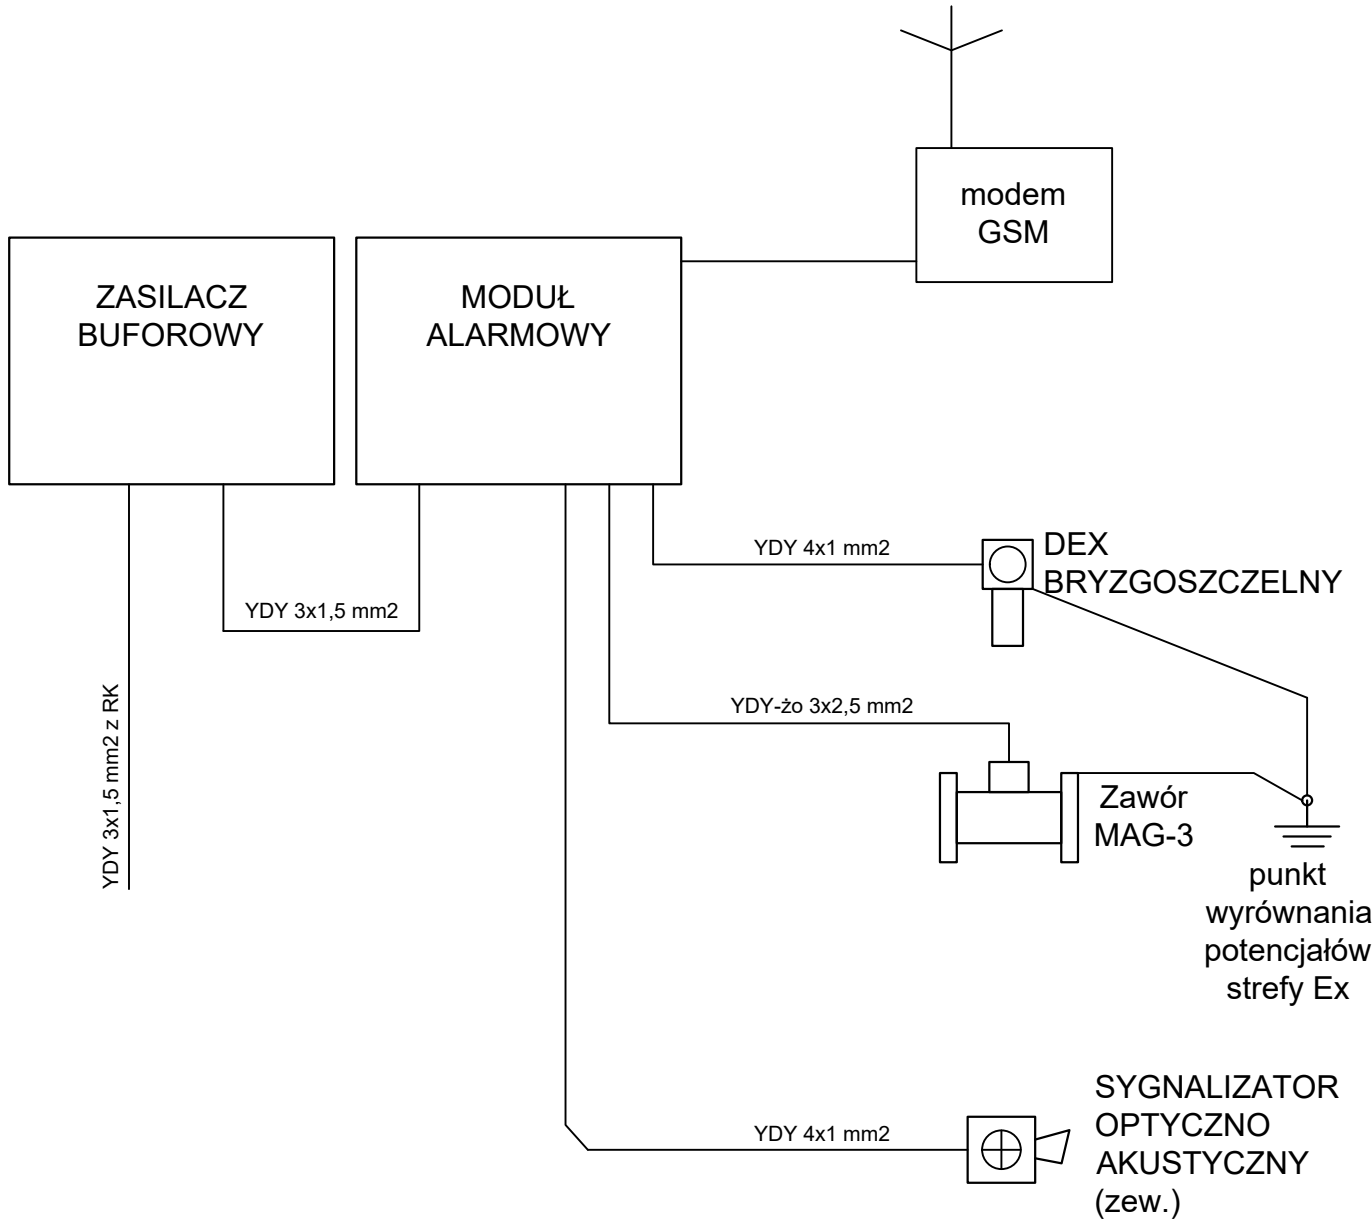 modem
GSM
ZASILACZ
BUFOROWY
MODUŁ
ALARMOWY
YDY 4x1 mm2
DEX
BRYZGOSZCZELNY
YDY 3x1,5 mm2
YDY 3x1,5 mm2 z RK
YDY-żo 3x2,5 mm2
Zawór
MAG-3
punkt
wyrównania
potencjałów
strefy Ex
YDY 4x1 mm2
SYGNALIZATOR
OPTYCZNO
AKUSTYCZNY
(zew.)